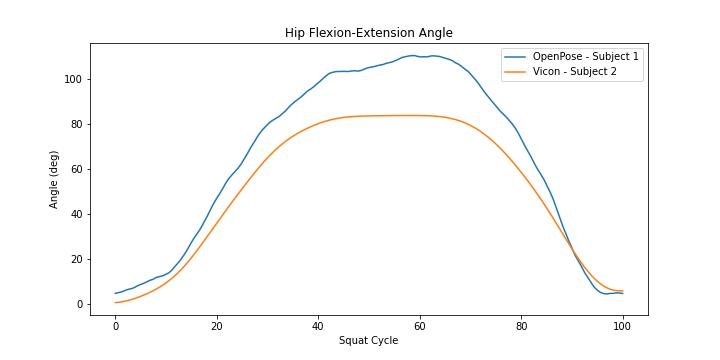 Hip Flexion-Extension Angle
OpenPose - Subject 1
Vicon - Subject 2
Angle (deg)
100
80
60
40
20
0
0 20 40 60 80 100
Squat Cycle